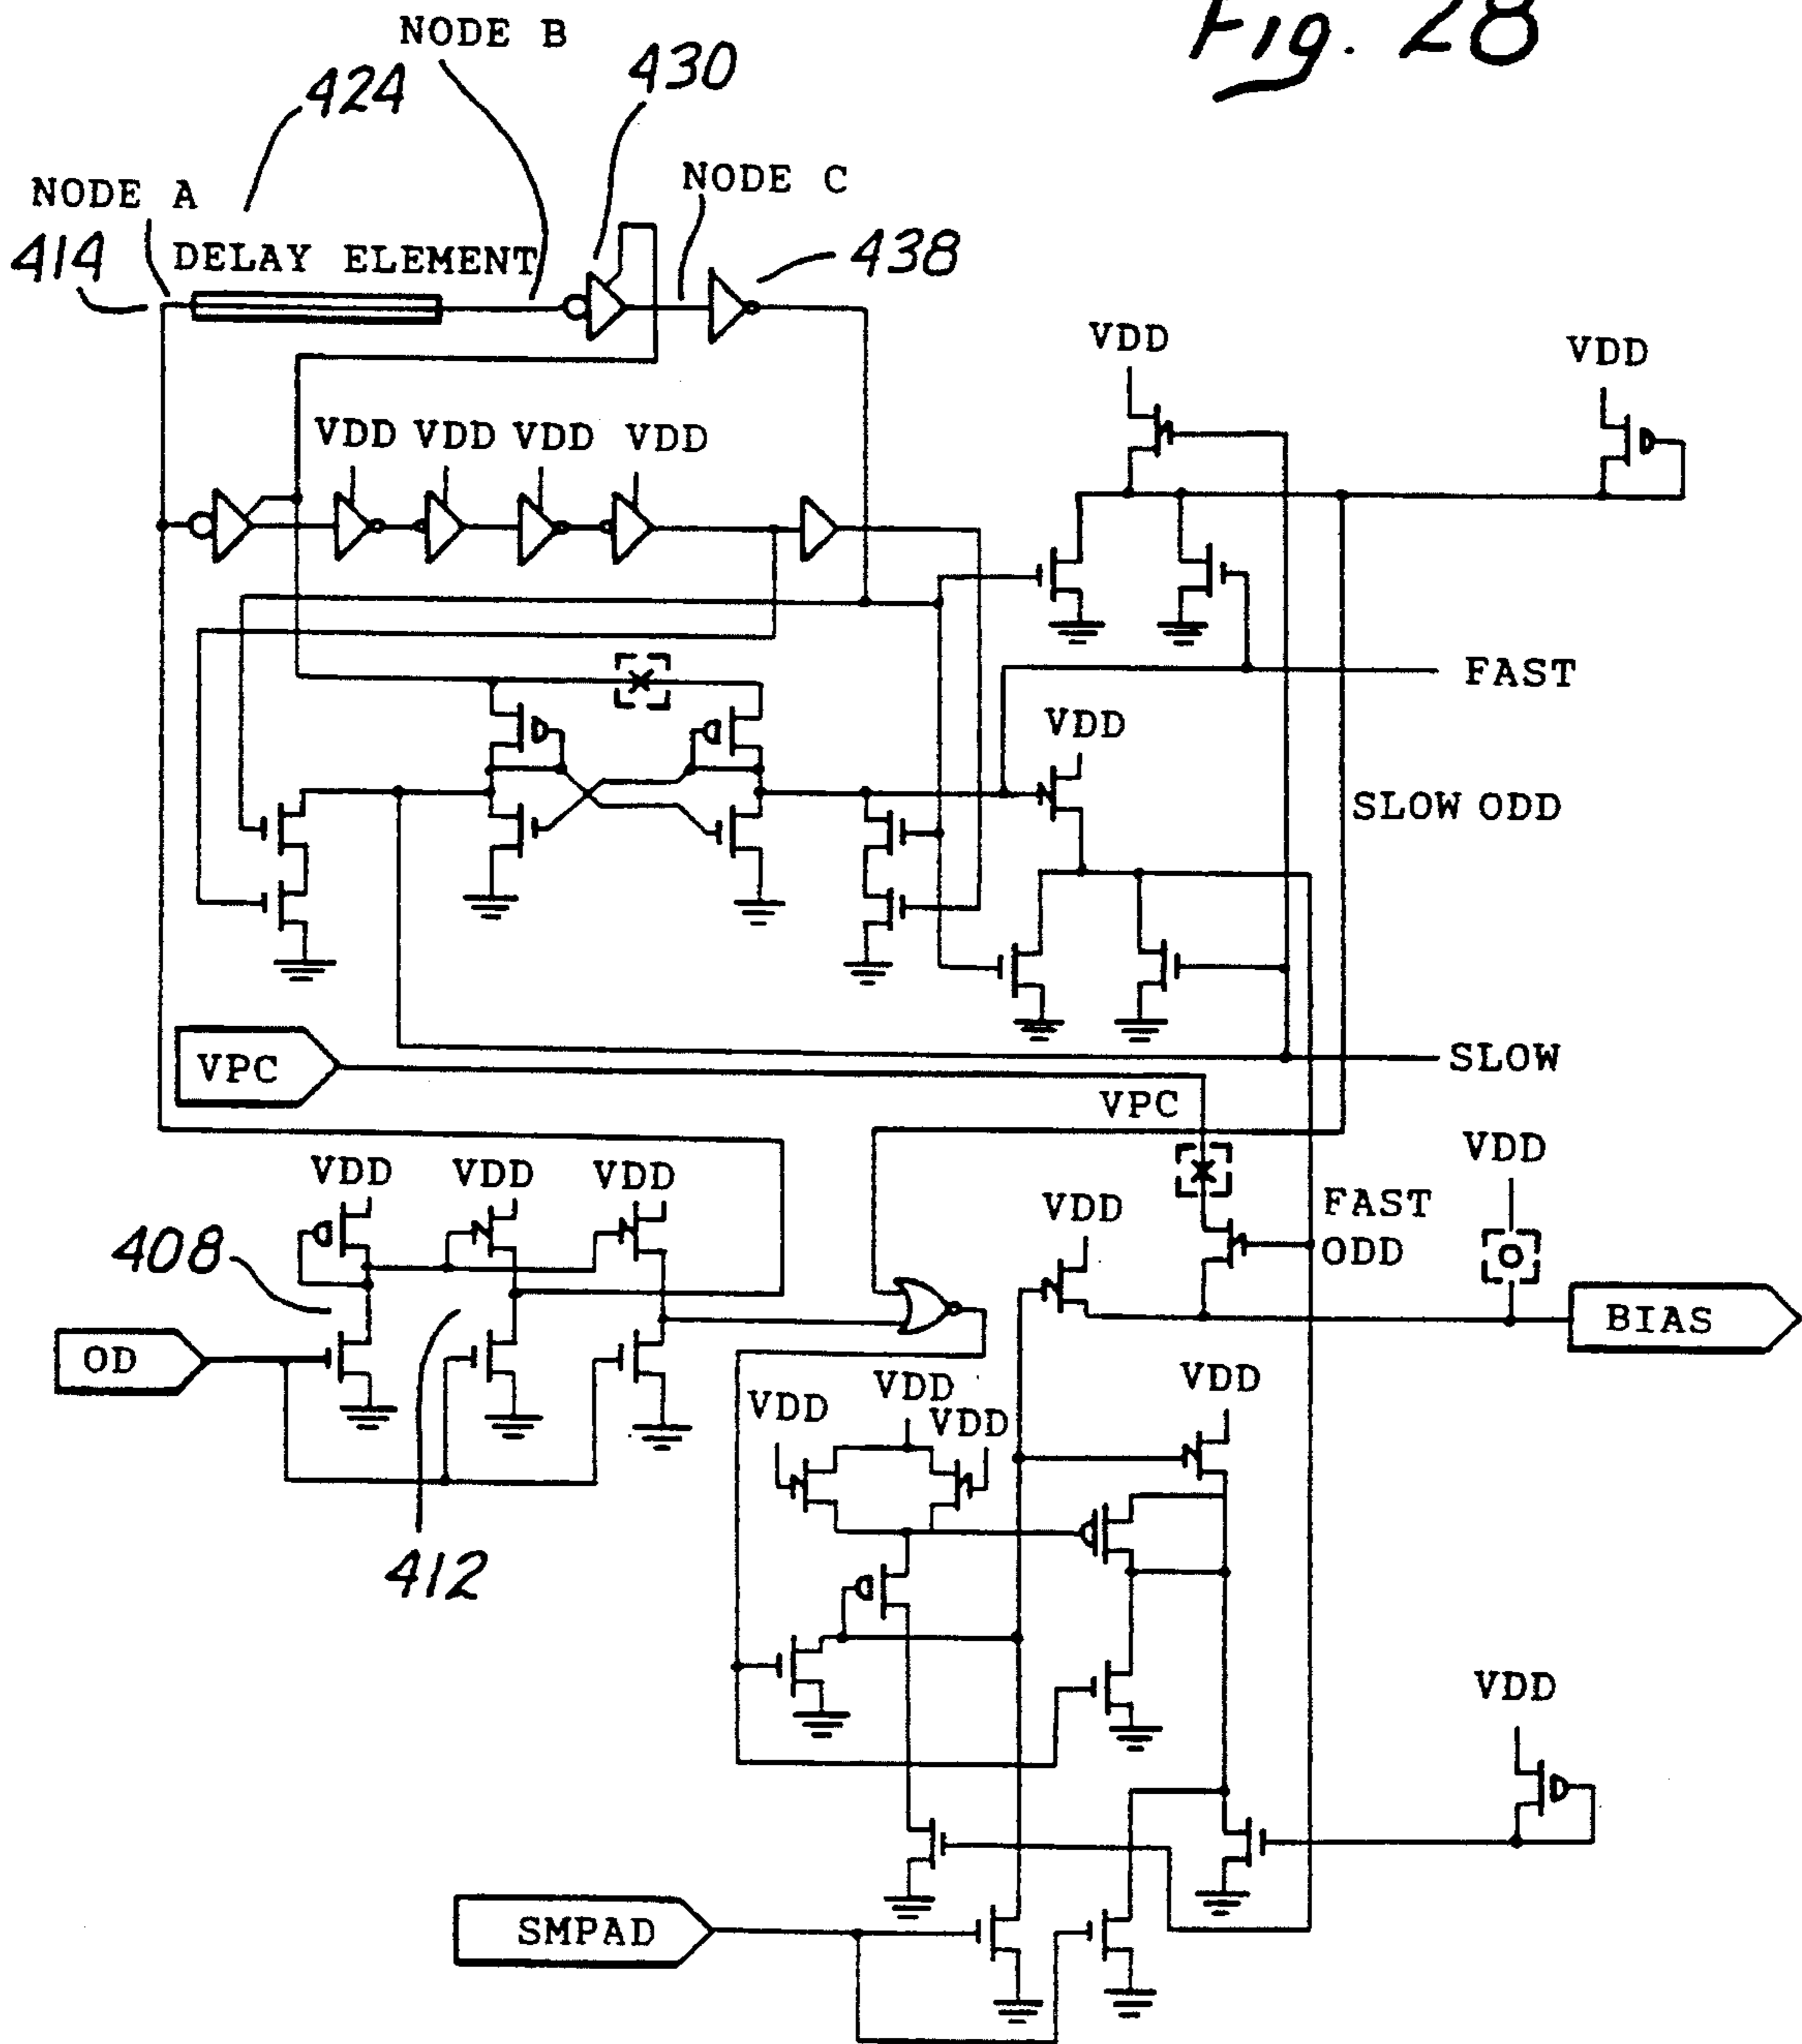 Fig. 28
NODE B
430
424
NODE C
NODE A
414
DELAY ELEMENT
438
VDD
VDD
VDD VDD VDD VDD
FAST
VDD
SLOW ODD
SLOW
VPC
VPC
VDD
VDD VDD VDD
VDD
FAST
ODD
408
OD
BIAS
VDD
VDD
VDD
VDD
412
VDD
SMPAD